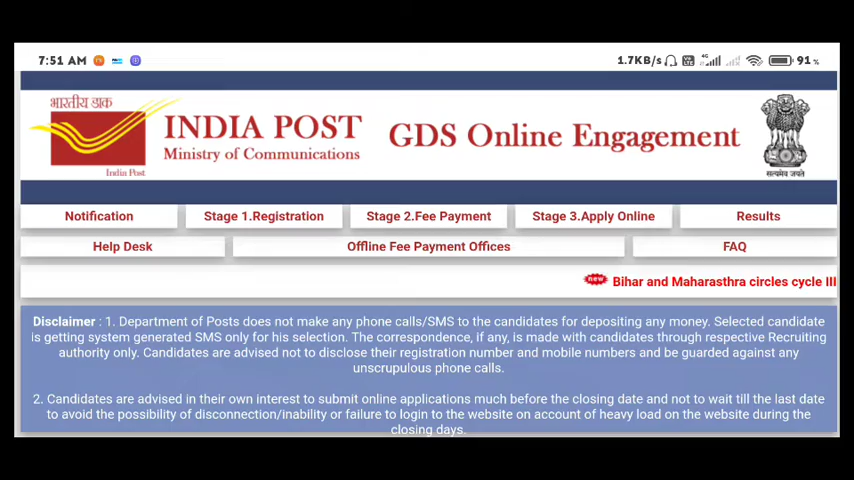 7:51 AM 1.7KB/s 4G 91 %
भारतीय डाक
India Post
INDIA POST
Ministry of Communications
GDS Online Engagement
सत्यमेव जयते
Notification Stage 1.Registration Stage 2.Fee Payment Stage 3.Apply Online Results
Help Desk Offline Fee Payment Offices FAQ
new Bihar and Maharasthra circles cycle III
Disclaimer : 1. Department of Posts does not make any phone calls/SMS to the candidates for depositing any money. Selected candidate
is getting system generated SMS only for his selection. The correspondence, if any, is made with candidates through respective Recruiting
authority only. Candidates are advised not to disclose their registration number and mobile numbers and be guarded against any
unscrupulous phone calls.
2. Candidates are advised in their own interest to submit online applications much before the closing date and not to wait till the last date
to avoid the possibility of disconnection/inability or failure to login to the website on account of heavy load on the website during the
closing days.